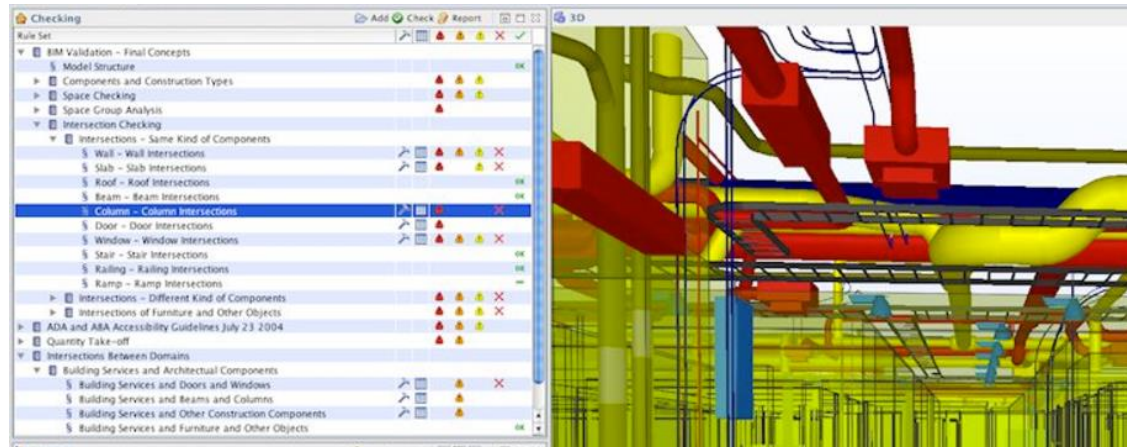 Checking Add Check Report
3D
Rule Set
BIM Validation - Final Concepts
§ Model Structure OK
Components and Construction Types
Space Checking
Space Group Analysis
Intersection Checking
Intersections - Same Kind of Components
§ Wall - Wall Intersections
§ Slab - Slab Intersections
§ Roof - Roof Intersections OK
§ Beam - Beam Intersections OK
§ Column - Column Intersections
§ Door - Door Intersections
§ Window - Window Intersections
§ Stair - Stair Intersections OK
§ Railing - Railing Intersections OK
§ Ramp - Ramp Intersections
Intersections - Different Kind of Components
Intersections of Furniture and Other Objects
ADA and ABA Accessibility Guidelines July 23 2004
Quantity Take-off
Intersections Between Domains
Building Services and Architectual Components
§ Building Services and Doors and Windows
§ Building Services and Beams and Columns
§ Building Services and Other Construction Components
§ Building Services and Furniture and Other Objects OK